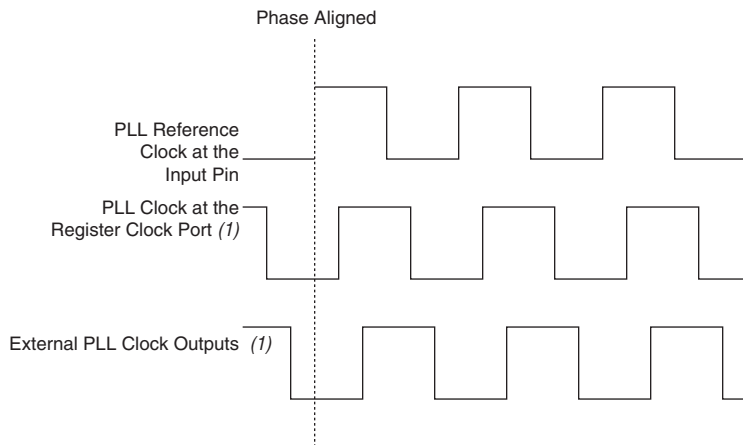 Phase Aligned
PLL Reference
Clock at the
Input Pin
PLL Clock at the
Register Clock Port (1)
External PLL Clock Outputs (1)